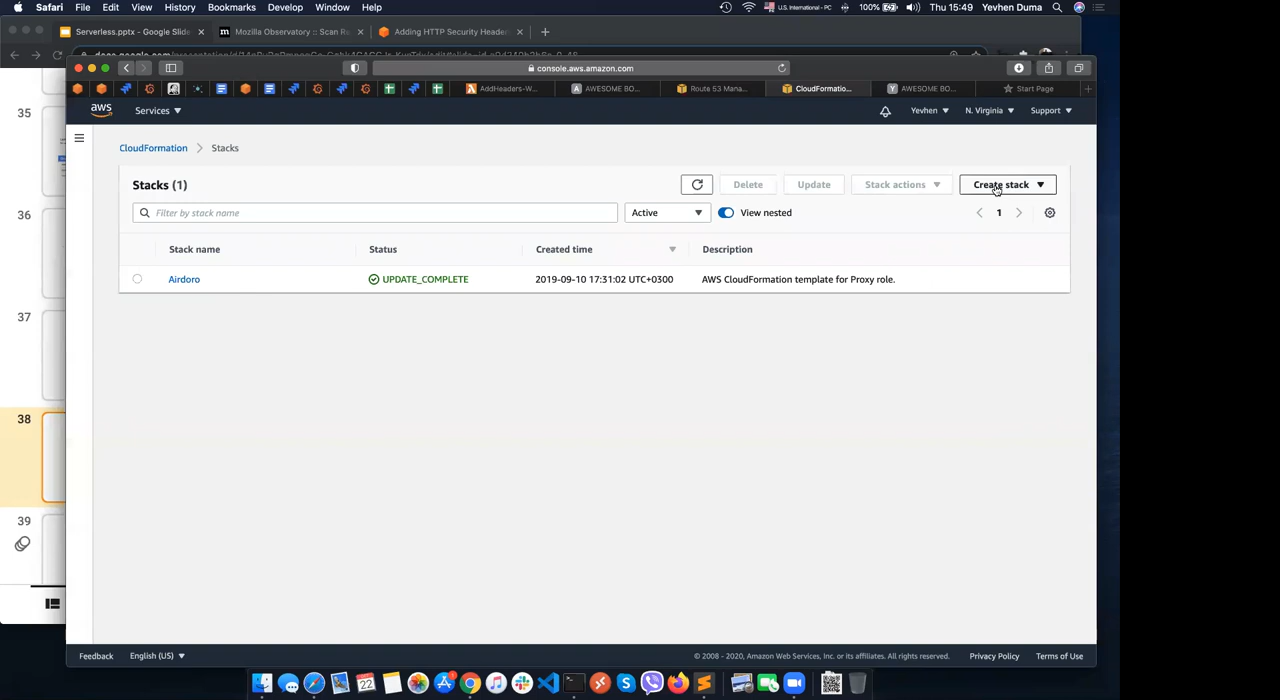 Safari File Edit View History Bookmarks Develop Window Help
U.S. International - PC 100% Thu 15:49 Yevhen Duma
Serverless.pptx - Google Slide
Mozilla Observatory :: Scan Re
Adding HTTP Security Header
console.aws.amazon.com
AddHeaders-W...
AWESOME BO...
Route 53 Mana...
CloudFormatio...
AWESOME BO...
Start Page
aws Services Yevhen N. Virginia Support
CloudFormation > Stacks
Stacks (1) Delete Update Stack actions Create stack
Filter by stack name Active View nested 1
Stack name Status Created time Description
Airdoro UPDATE_COMPLETE 2019-09-10 17:31:02 UTC+0300 AWS CloudFormation template for Proxy role.
35
36
37
38
39
Feedback English (US) © 2008 - 2020, Amazon Web Services, Inc. or its affiliates. All rights reserved. Privacy Policy Terms of Use
22